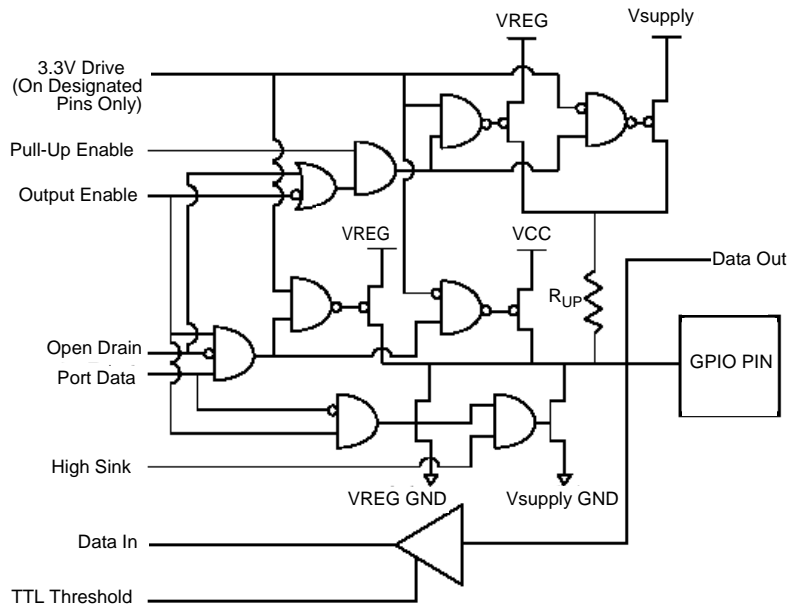 VREG
Vsupply
3.3V Drive
(On Designated
Pins Only)
Pull-Up Enable
Output Enable
VREG
VCC
Data Out
RUP
Open Drain
GPIO PIN
Port Data
High Sink
VREG GND
Vsupply GND
Data In
TTL Threshold